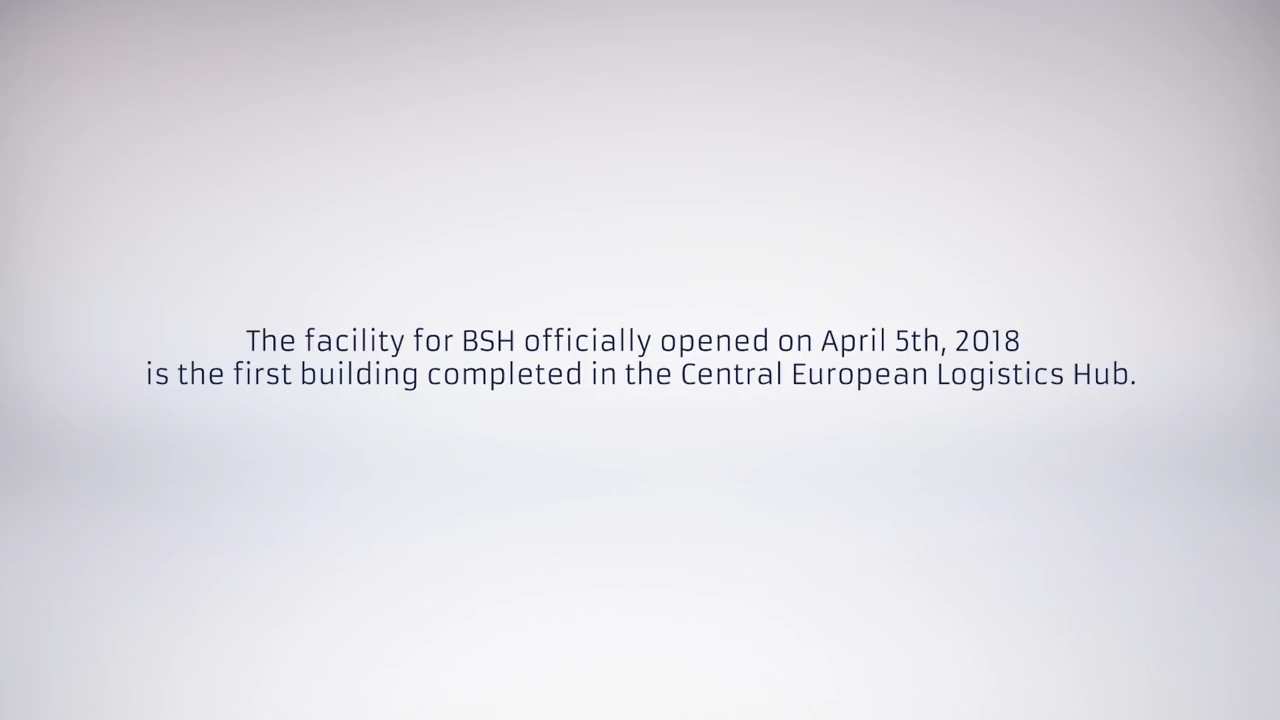 The facility for BSH officially opened on April 5th, 2018
is the first building completed in the Central European Logistics Hub.